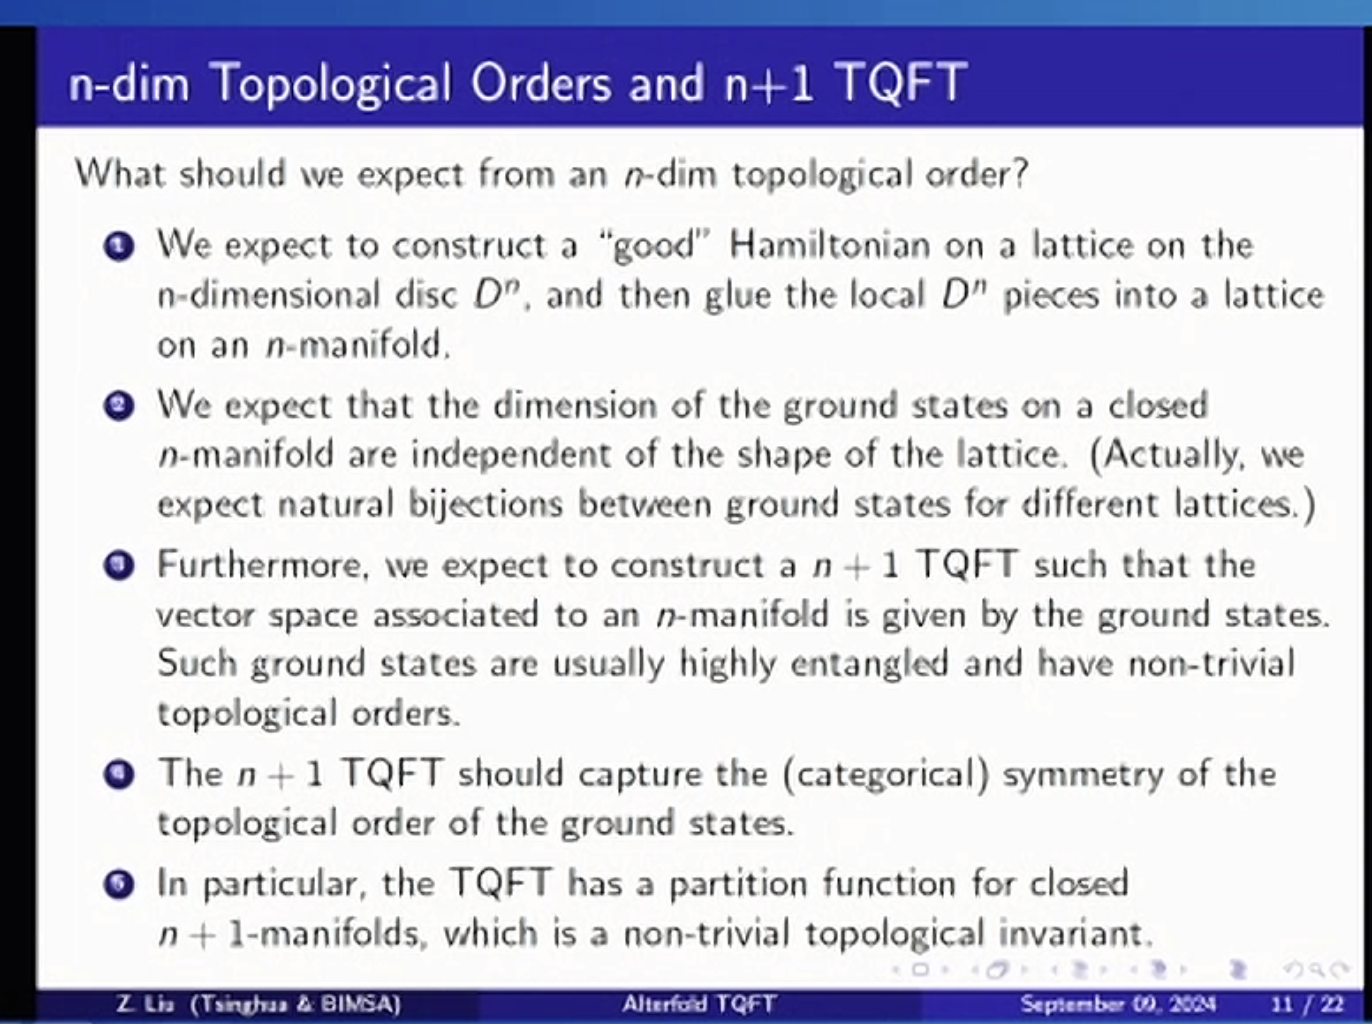 n-dim Topological Orders and n+1 TQFT
What should we expect from an n-dim topological order?
1 We expect to construct a “good” Hamiltonian on a lattice on the
n-dimensional disc Dⁿ, and then glue the local Dⁿ pieces into a lattice
on an n-manifold.
2 We expect that the dimension of the ground states on a closed
n-manifold are independent of the shape of the lattice. (Actually, we
expect natural bijections between ground states for different lattices.)
3 Furthermore, we expect to construct a n + 1 TQFT such that the
vector space associated to an n-manifold is given by the ground states.
Such ground states are usually highly entangled and have non-trivial
topological orders.
4 The n + 1 TQFT should capture the (categorical) symmetry of the
topological order of the ground states.
5 In particular, the TQFT has a partition function for closed
n + 1-manifolds, which is a non-trivial topological invariant.
Z. Liu (Tsinghua & BIMSA) Alterfold TQFT September 09, 2024 11 / 22